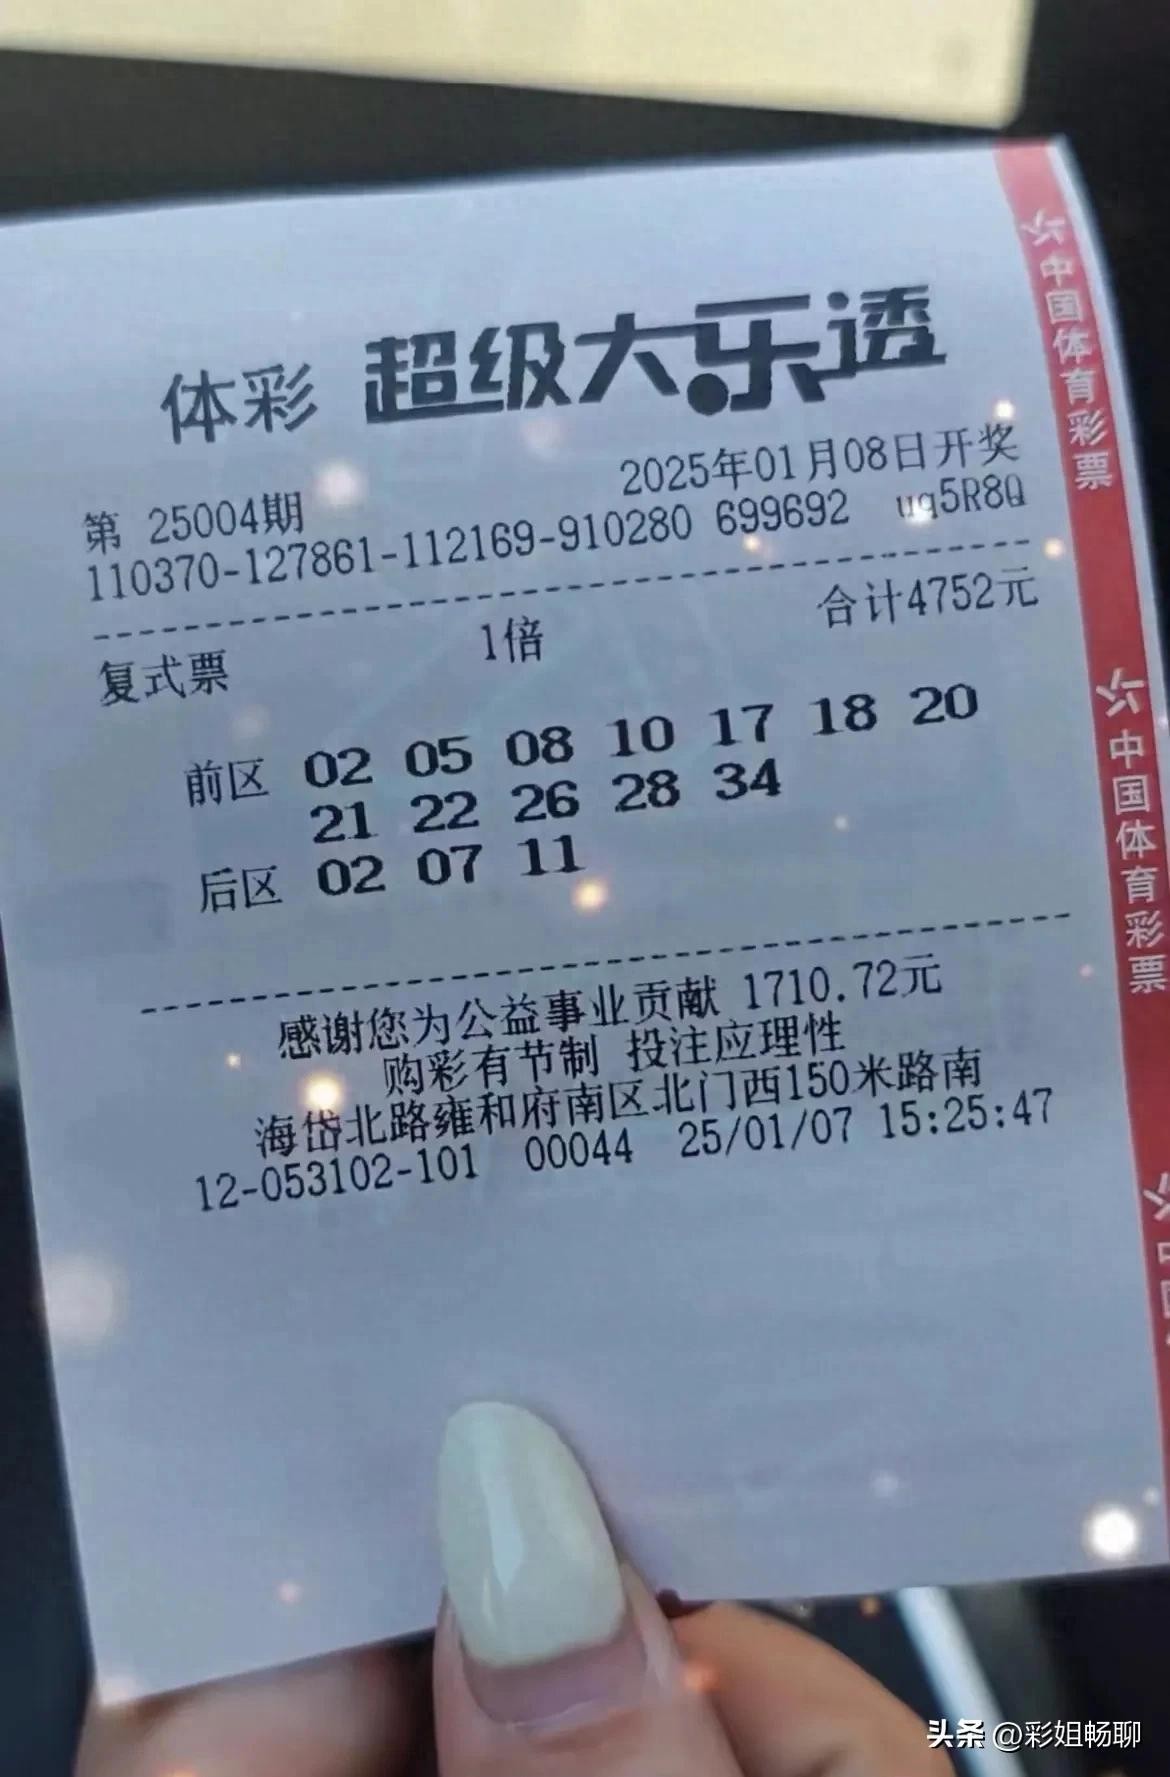 体彩 超级大乐透
第 25004期 2025年01月08日开奖
110370-127861-112169-910280 699692 uq5R8Q
复式票 1倍 合计4752元
前区 02 05 08 10 17 18 20
21 22 26 28 34
后区 02 07 11
感谢您为公益事业贡献 1710.72元
购彩有节制 投注应理性
海岱北路雍和府南区北门西150米路南
12-053102-101 00044 25/01/07 15:25:47
中国体育彩票
中国体育彩票
头条 @彩姐畅聊